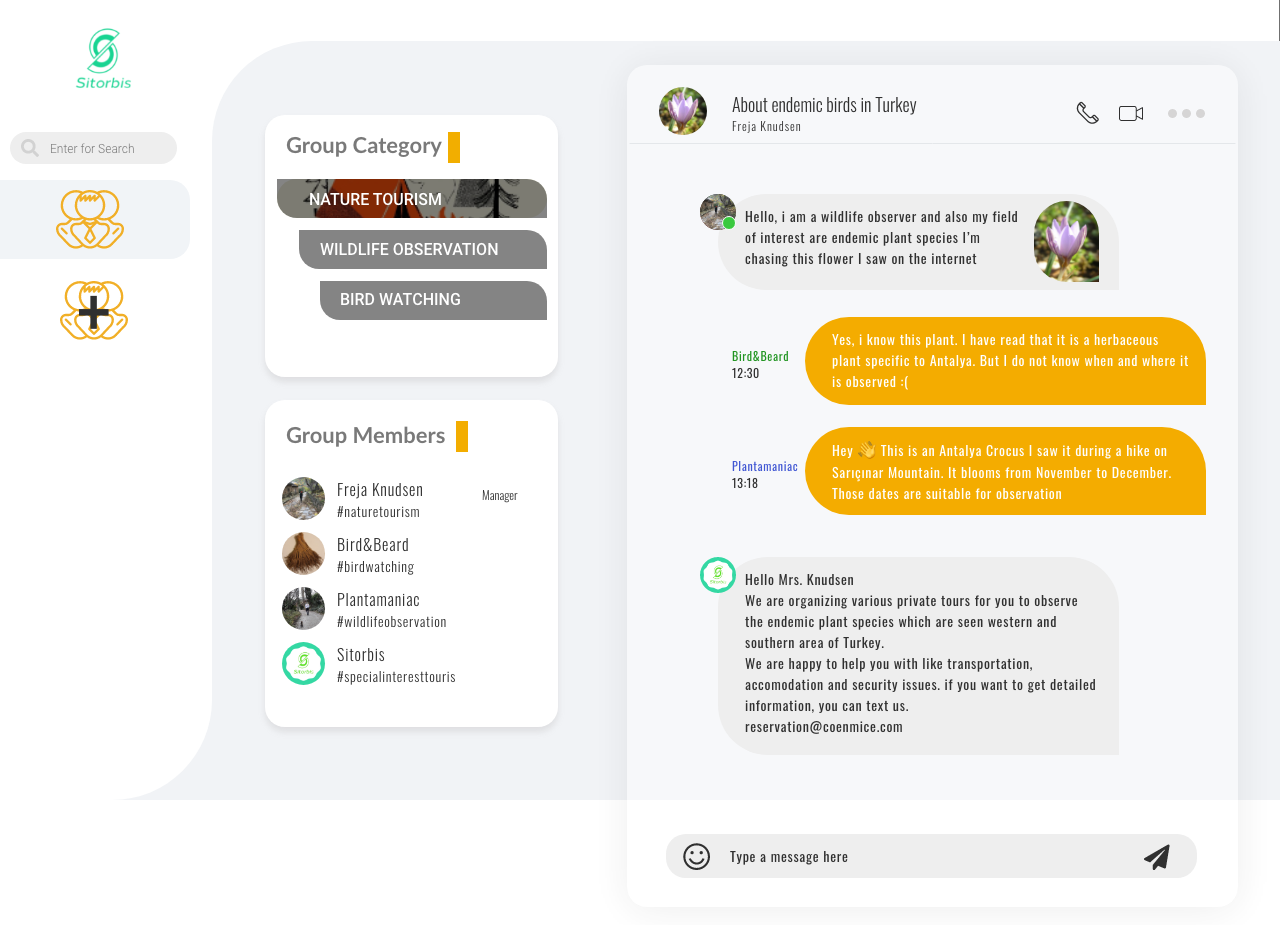 Sitorbis
Enter for Search
Group Category
NATURE TOURISM
WILDLIFE OBSERVATION
BIRD WATCHING
Group Members
Freja Knudsen
Manager
#naturetourism
Bird&Beard
#birdwatching
Plantamaniac
#wildlifeobservation
Sitorbis
#specialinteresttouris
About endemic birds in Turkey
Freja Knudsen
Hello, i am a wildlife observer and also my field
of interest are endemic plant species I'm
chasing this flower I saw on the internet
Bird&Beard
12:30
Yes, i know this plant. I have read that it is a herbaceous
plant specific to Antalya. But I do not know when and where it
is observed :(
Plantamaniac
13:18
Hey 👋 This is an Antalya Crocus I saw it during a hike on
Sarıçınar Mountain. It blooms from November to December.
Those dates are suitable for observation
Hello Mrs. Knudsen
We are organizing various private tours for you to observe
the endemic plant species which are seen western and
southern area of Turkey.
We are happy to help you with like transportation,
accomodation and security issues. if you want to get detailed
information, you can text us.
reservation@coenmice.com
Type a message here